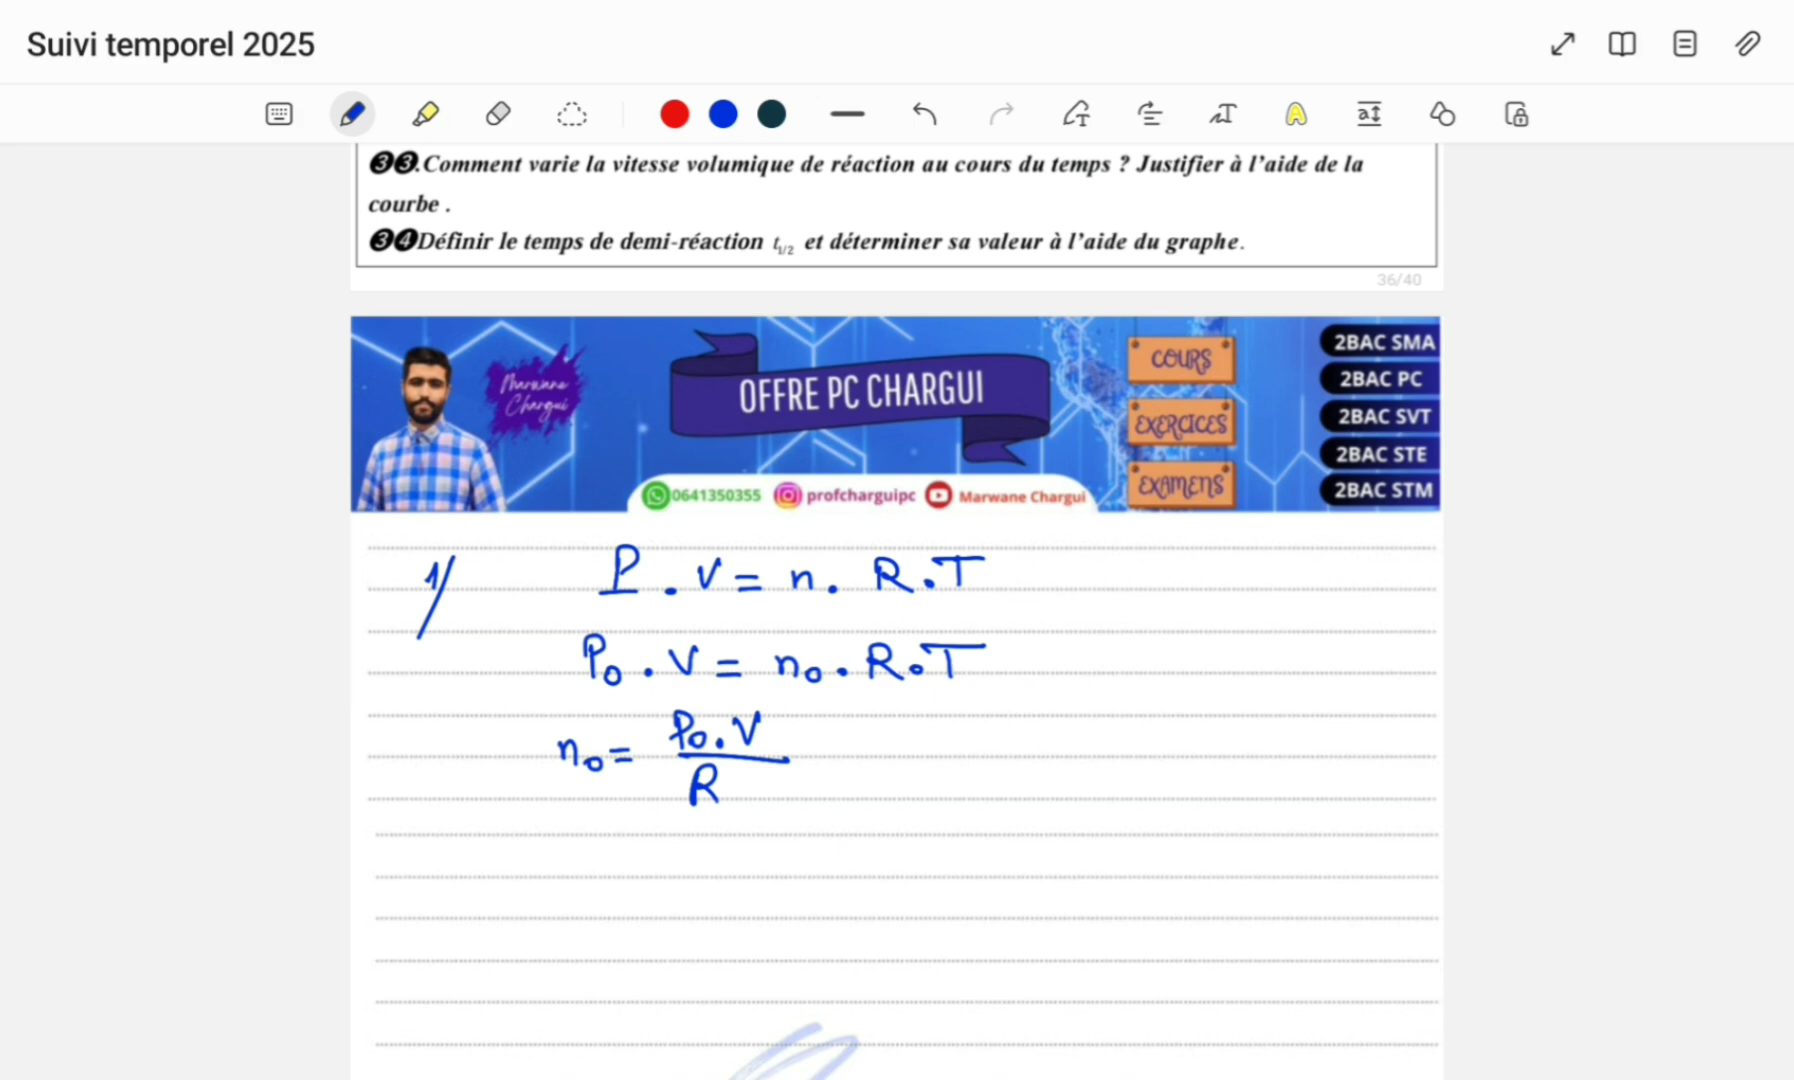 Suivi temporel 2025
33.Comment varie la vitesse volumique de réaction au cours du temps ? Justifier à l'aide de la
courbe .
34Définir le temps de demi-réaction t1/2 et déterminer sa valeur à l'aide du graphe.
36/40
Marwane
Chargui
OFFRE PC CHARGUI
COURS
EXERCICES
EXAMENS
2BAC SMA
2BAC PC
2BAC SVT
2BAC STE
2BAC STM
0641350355 profcharguipc Marwane Chargui
1/ P . V = n . R . T
P0 . V = n0 . R . T
n0 = P0 . V / R